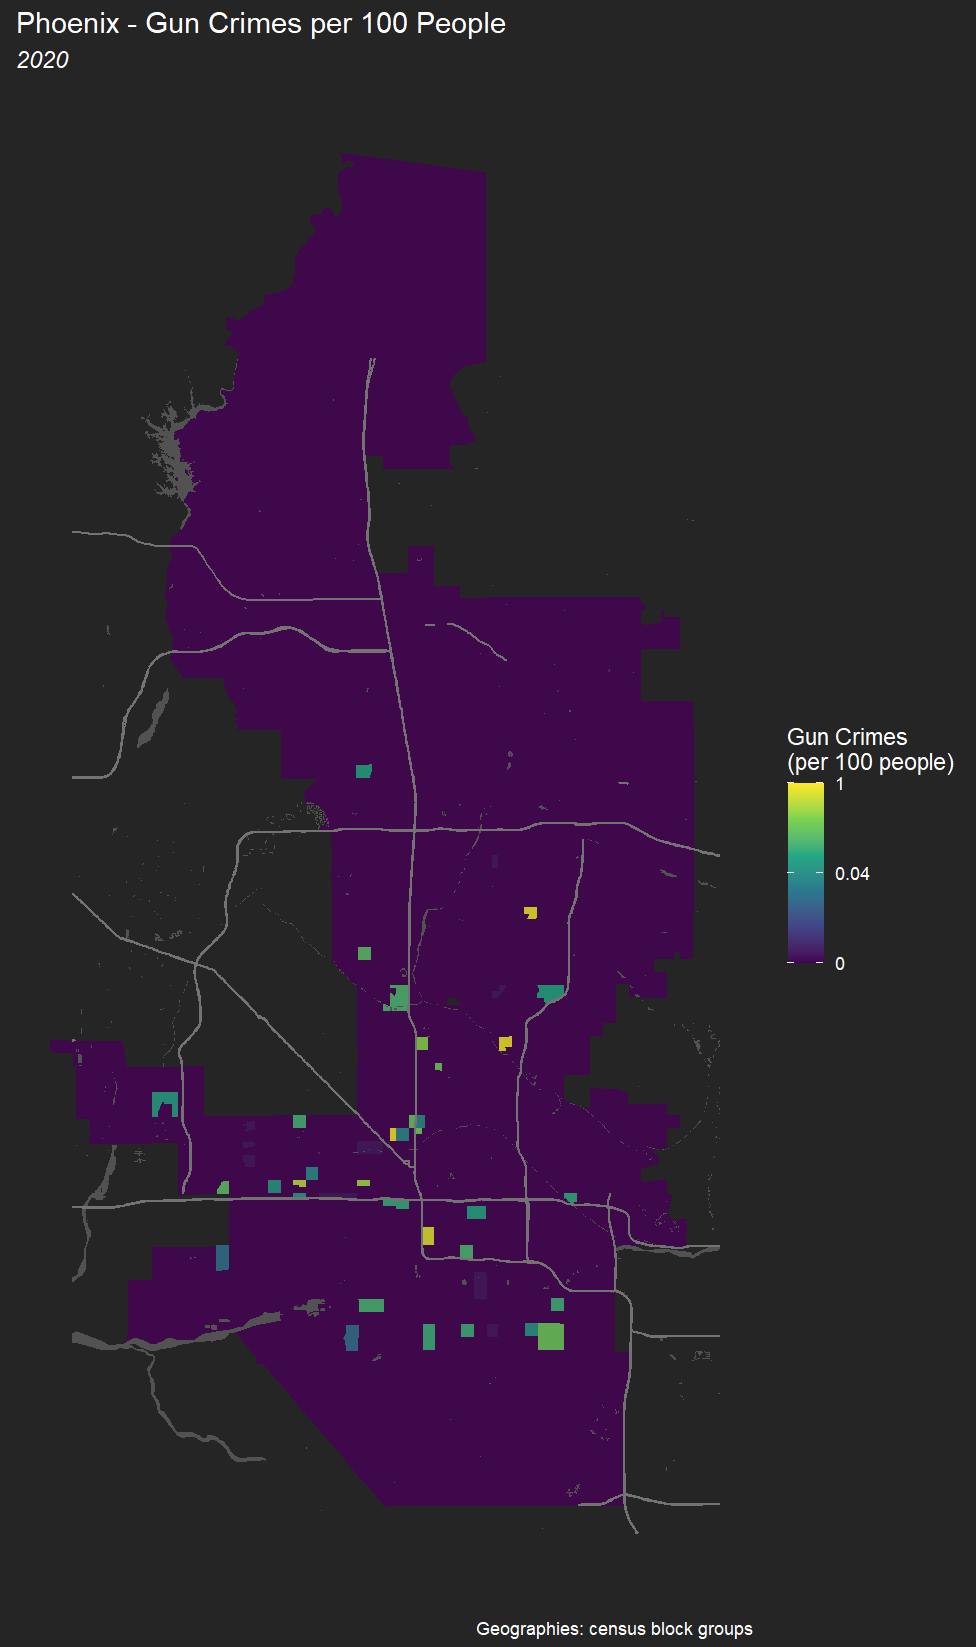 Phoenix - Gun Crimes per 100 People
2020
Gun Crimes
(per 100 people)
1
0.04
0
Geographies: census block groups